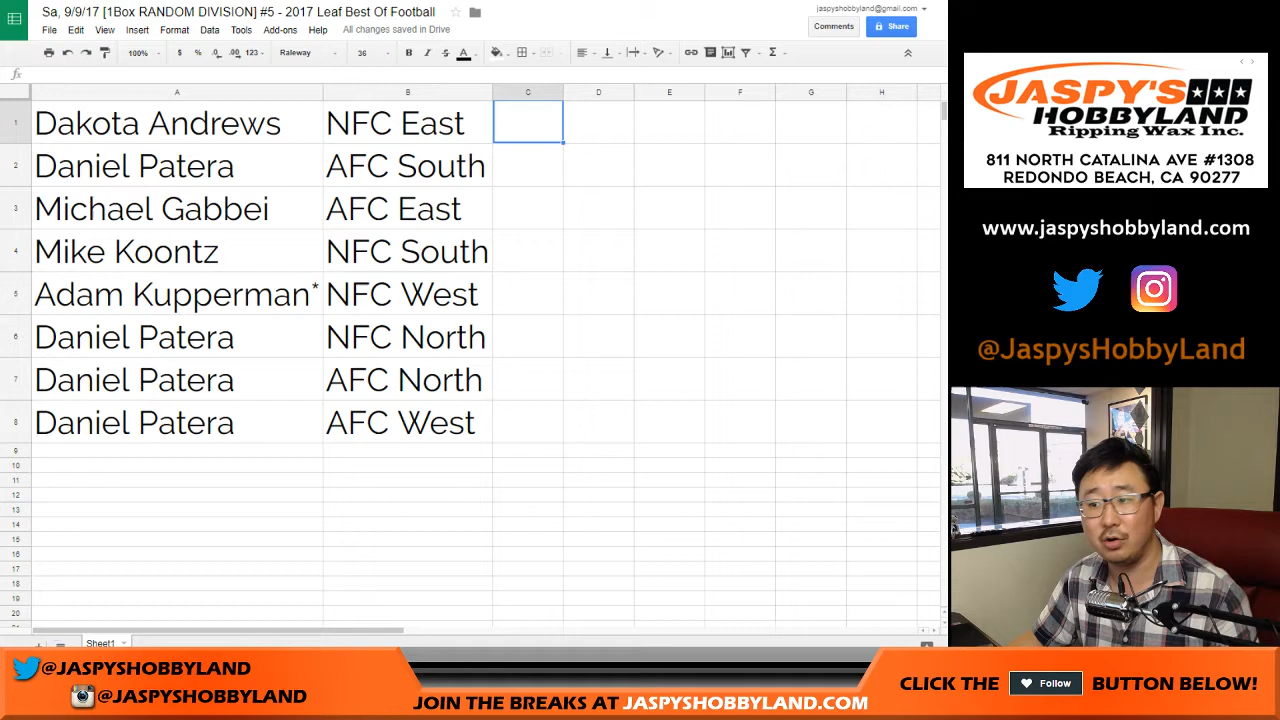 Sa, 9/9/17 [1Box RANDOM DIVISION] #5 - 2017 Leaf Best Of Football
jaspyshobbyland@gmail.com
File Edit View Insert Format Data Tools Add-ons Help All changes saved in Drive
Comments
Share
100% $ % .0 .00 123 Raleway 36 B I S A
fx
A B C D E F G H
1 Dakota Andrews NFC East
2 Daniel Patera AFC South
3 Michael Gabbei AFC East
4 Mike Koontz NFC South
5 Adam Kupperman* NFC West
6 Daniel Patera NFC North
7 Daniel Patera AFC North
8 Daniel Patera AFC West
9
10
11
12
13
14
15
16
17
18
19
20
Sheet1
JASPY'S
HOBBYLAND
Ripping Wax Inc.
811 NORTH CATALINA AVE #1308
REDONDO BEACH, CA 90277
www.jaspyshobbyland.com
@JaspysHobbyLand
@JASPYSHOBBYLAND
@JASPYSHOBBYLAND
JOIN THE BREAKS AT JASPYSHOBBYLAND.COM
CLICK THE Follow BUTTON BELOW!